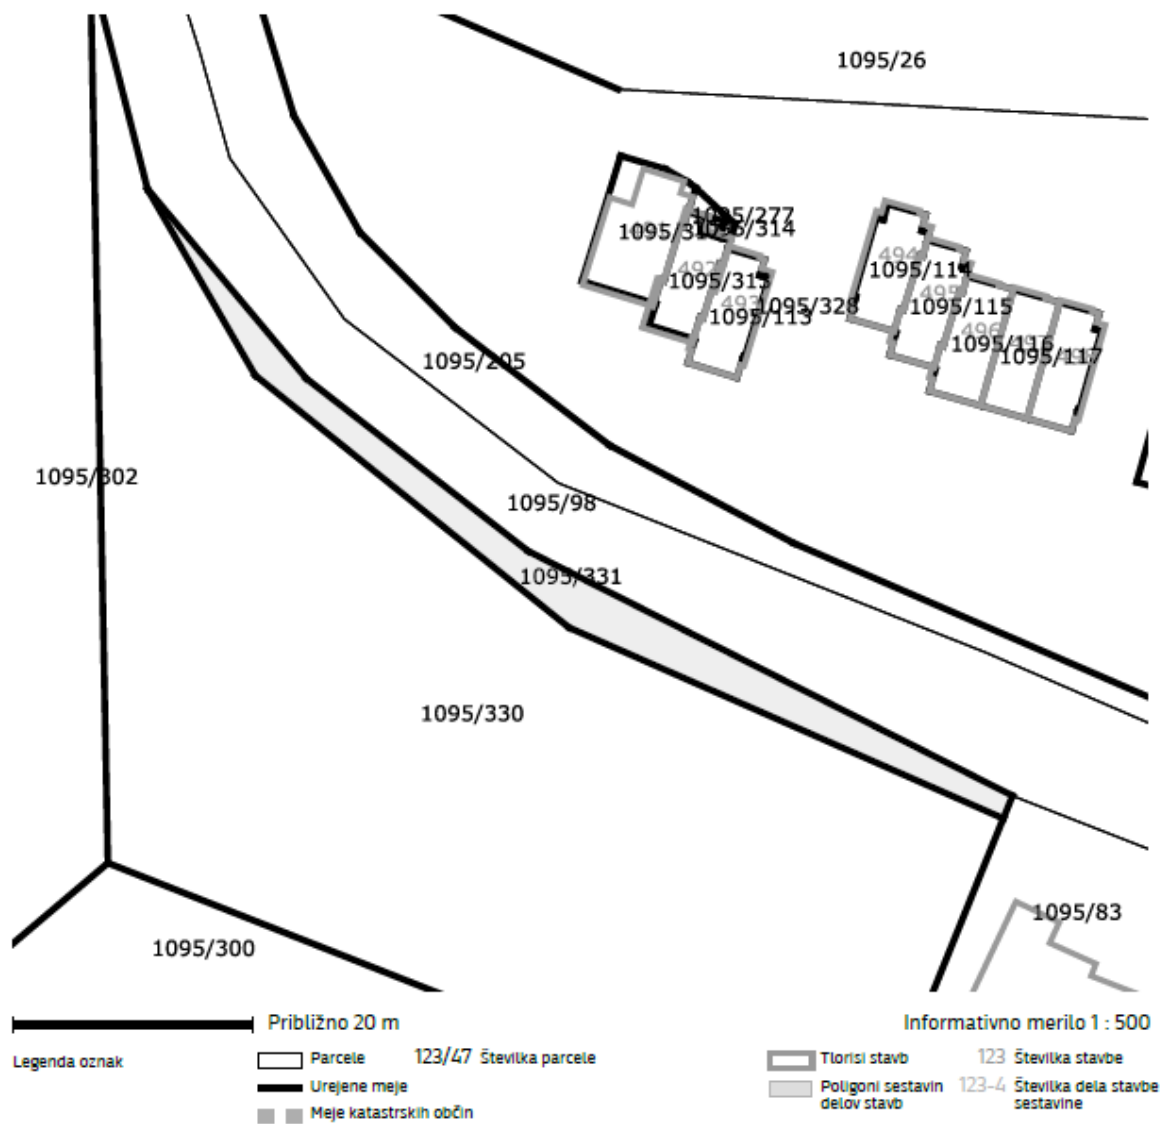 1095/26
1095/277
1095/314
494
1095/114
492
1095/313
495
1095/115
493
1095/328
1095/113
496
1095/116
1095/117
1095/205
1095/302
1095/98
1095/331
1095/330
1095/83
1095/300
Približno 20 m
Informativno merilo 1 : 500
Legenda oznak
Parcele
123/47 Številka parcele
Urejene meje
Meje katastrskih občin
Tlorisi stavb
123 Številka stavbe
Poligoni sestavin
delov stavb
123-4 Številka dela stavbe
sestavine